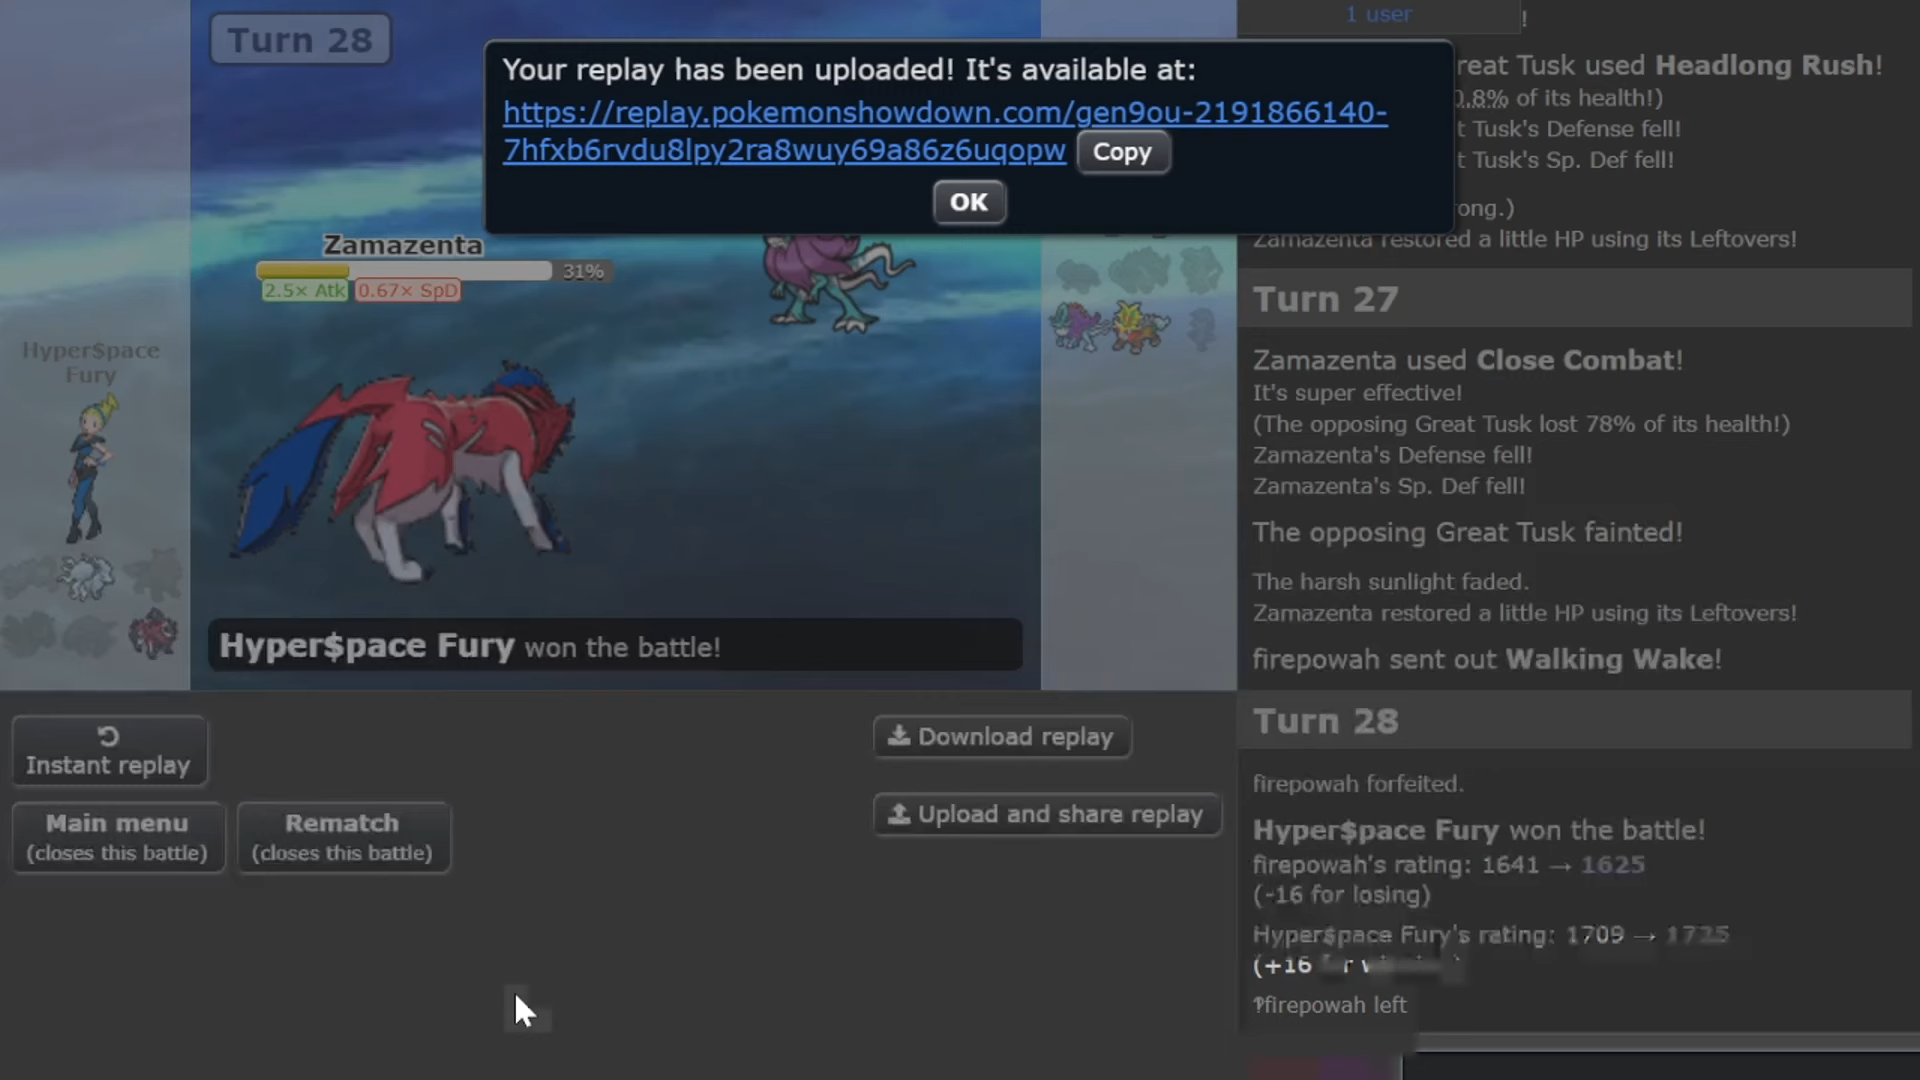 Turn 28
1 user
!
Your replay has been uploaded! It's available at:
https://replay.pokemonshowdown.com/gen9ou-2191866140-
7hfxb6rvdu8lpy2ra8wuy69a86z6uqopw Copy
OK
Zamazenta
31%
2.5× Atk 0.67× SpD
Hyper$pace
Fury
Hyper$pace Fury won the battle!
Instant replay
Main menu
(closes this battle)
Rematch
(closes this battle)
Download replay
Upload and share replay
reat Tusk used Headlong Rush!
0.8% of its health!)
t Tusk's Defense fell!
t Tusk's Sp. Def fell!
ong.)
Zamazenta restored a little HP using its Leftovers!
Turn 27
Zamazenta used Close Combat!
It's super effective!
(The opposing Great Tusk lost 78% of its health!)
Zamazenta's Defense fell!
Zamazenta's Sp. Def fell!
The opposing Great Tusk fainted!
The harsh sunlight faded.
Zamazenta restored a little HP using its Leftovers!
firepowah sent out Walking Wake!
Turn 28
firepowah forfeited.
Hyper$pace Fury won the battle!
firepowah's rating: 1641 → 1625
(-16 for losing)
Hyper$pace Fury's rating: 1709 → 1725
(+16
firepowah left